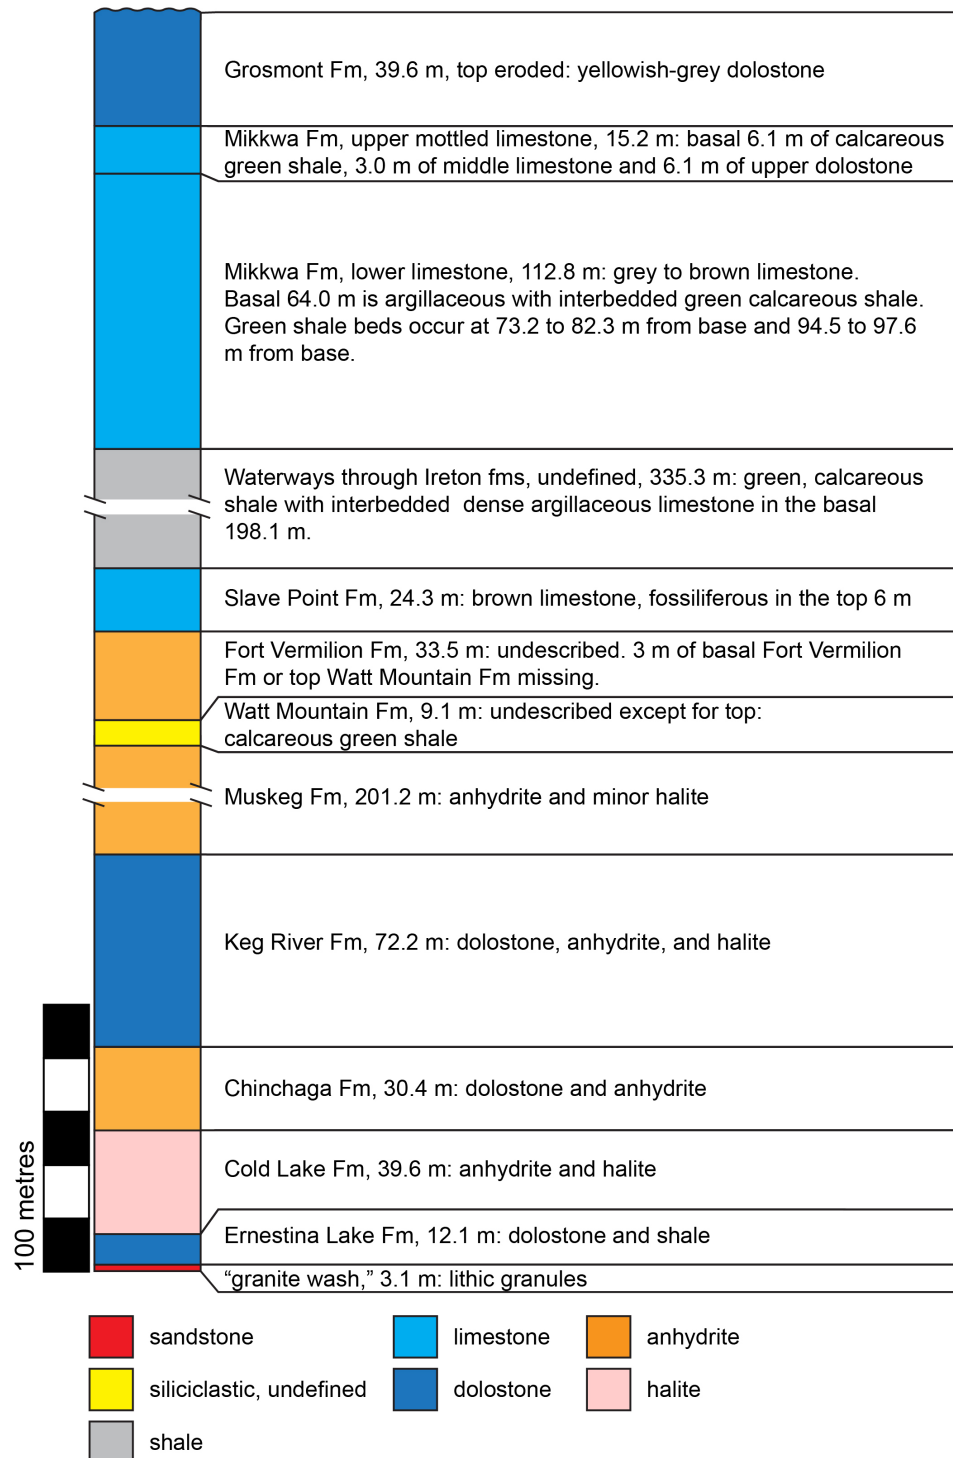 Grosmont Fm, 39.6 m, top eroded: yellowish-grey dolostone
Mikkwa Fm, upper mottled limestone, 15.2 m: basal 6.1 m of calcareous
green shale, 3.0 m of middle limestone and 6.1 m of upper dolostone
Mikkwa Fm, lower limestone, 112.8 m: grey to brown limestone.
Basal 64.0 m is argillaceous with interbedded green calcareous shale.
Green shale beds occur at 73.2 to 82.3 m from base and 94.5 to 97.6
m from base.
Waterways through Ireton fms, undefined, 335.3 m: green, calcareous
shale with interbedded dense argillaceous limestone in the basal
198.1 m.
Slave Point Fm, 24.3 m: brown limestone, fossiliferous in the top 6 m
Fort Vermilion Fm, 33.5 m: undescribed. 3 m of basal Fort Vermilion
Fm or top Watt Mountain Fm missing.
Watt Mountain Fm, 9.1 m: undescribed except for top:
calcareous green shale
Muskeg Fm, 201.2 m: anhydrite and minor halite
Keg River Fm, 72.2 m: dolostone, anhydrite, and halite
Chinchaga Fm, 30.4 m: dolostone and anhydrite
Cold Lake Fm, 39.6 m: anhydrite and halite
Ernestina Lake Fm, 12.1 m: dolostone and shale
“granite wash,” 3.1 m: lithic granules
100 metres
sandstone
limestone
anhydrite
siliciclastic, undefined
dolostone
halite
shale